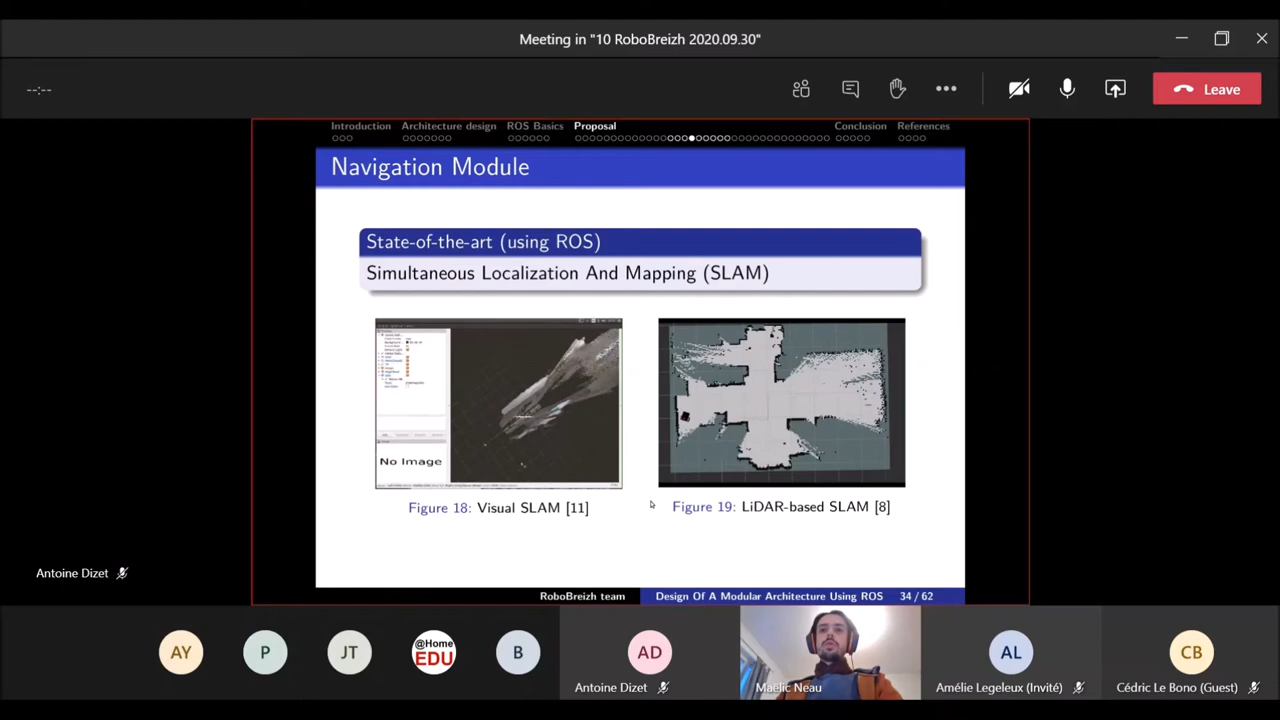 Meeting in "10 RoboBreizh 2020.09.30"
--:--
Leave
Introduction Architecture design ROS Basics Proposal Conclusion References
Navigation Module
State-of-the-art (using ROS)
Simultaneous Localization And Mapping (SLAM)
No Image
Figure 18: Visual SLAM [11]
Figure 19: LiDAR-based SLAM [8]
RoboBreizh team Design Of A Modular Architecture Using ROS 34 / 62
Antoine Dizet
AY P JT @Home EDU B AD AL CB
Antoine Dizet Maëlic Neau Amélie Legeleux (Invité) Cédric Le Bono (Guest)